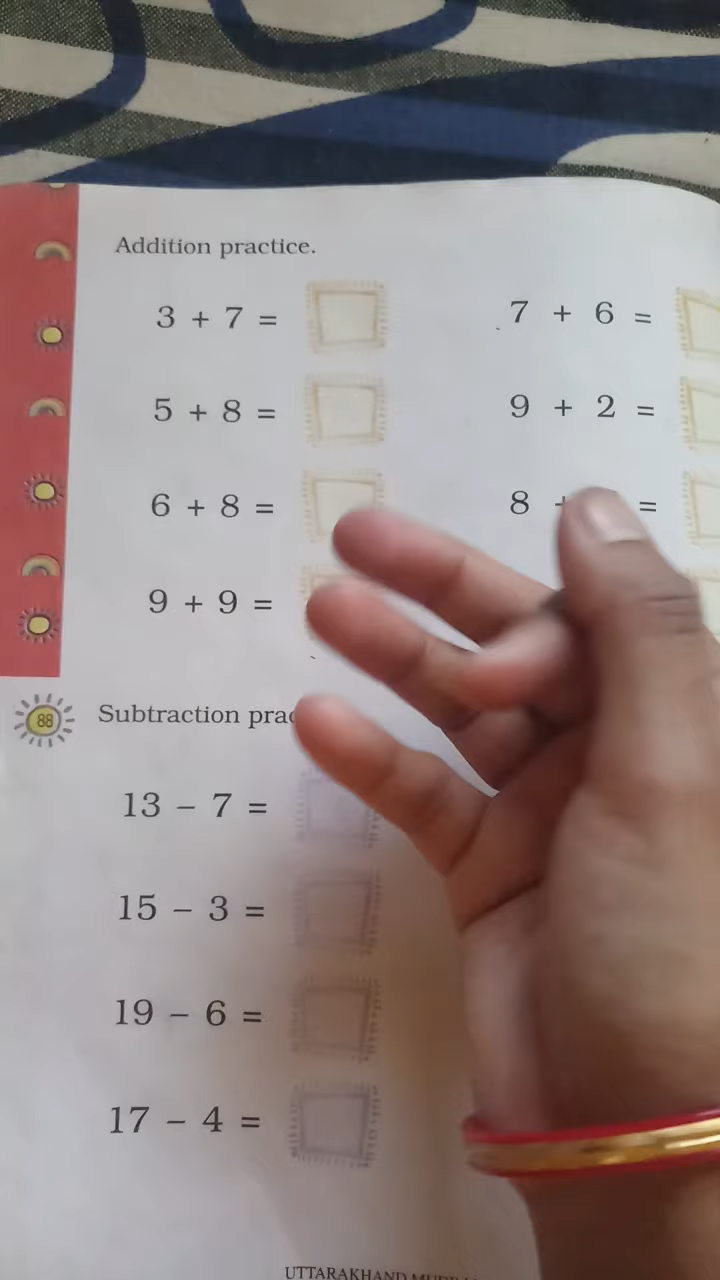 Addition practice.
3 + 7 =
7 + 6 =
5 + 8 =
9 + 2 =
6 + 8 =
8 + =
9 + 9 =
88
Subtraction
13 – 7 =
15 – 3 =
19 – 6 =
17 – 4 =
UTTARAKHAND